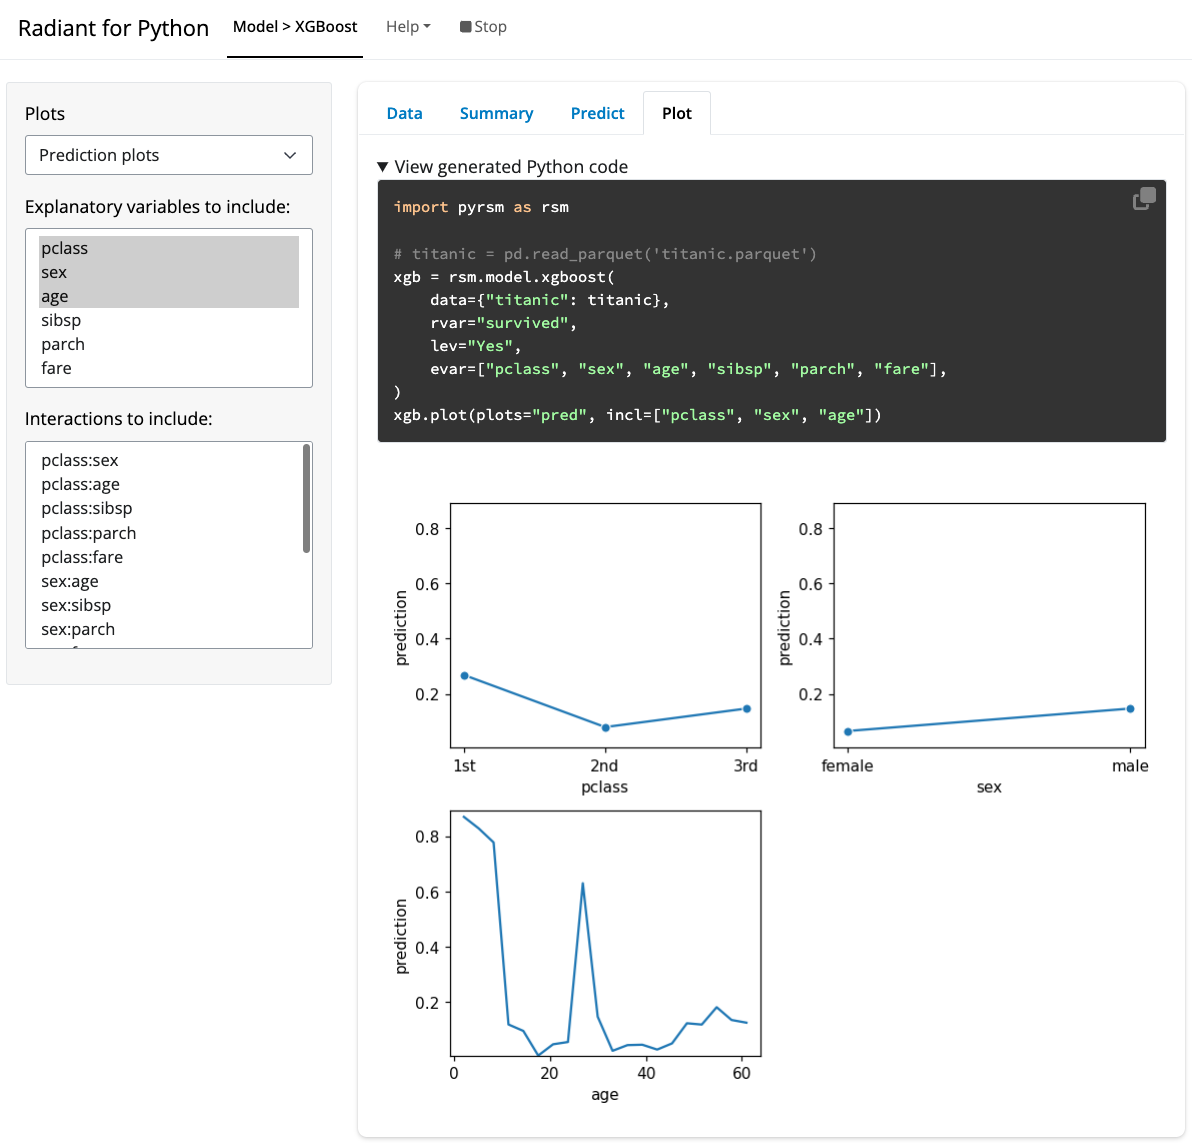 Radiant for Python Model > XGBoost Help Stop
Plots
Prediction plots
Explanatory variables to include:
pclass
sex
age
sibsp
parch
fare
Interactions to include:
pclass:sex
pclass:age
pclass:sibsp
pclass:parch
pclass:fare
sex:age
sex:sibsp
sex:parch
Data Summary Predict Plot
View generated Python code
import pyrsm as rsm
# titanic = pd.read_parquet('titanic.parquet')
xgb = rsm.model.xgboost(
    data={"titanic": titanic},
    rvar="survived",
    lev="Yes",
    evar=["pclass", "sex", "age", "sibsp", "parch", "fare"],
)
xgb.plot(plots="pred", incl=["pclass", "sex", "age"])
0.8
0.6
0.4
0.2
prediction
1st 2nd 3rd
pclass
0.8
0.6
0.4
0.2
prediction
female male
sex
0.8
0.6
0.4
0.2
prediction
0 20 40 60
age